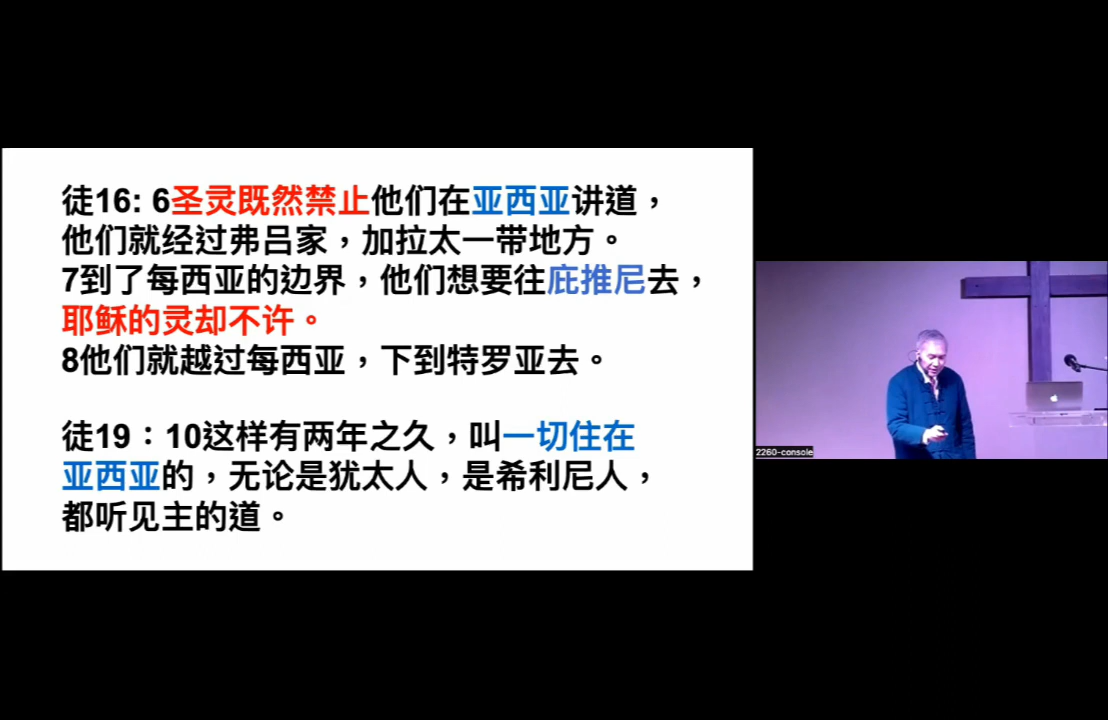 徒16: 6圣灵既然禁止他们在亚西亚讲道，
他们就经过弗吕家，加拉太一带地方。
7到了每西亚的边界，他们想要往庇推尼去，
耶稣的灵却不许。
8他们就越过每西亚，下到特罗亚去。
徒19：10这样有两年之久，叫一切住在
亚西亚的，无论是犹太人，是希利尼人，
都听见主的道。
2260-console